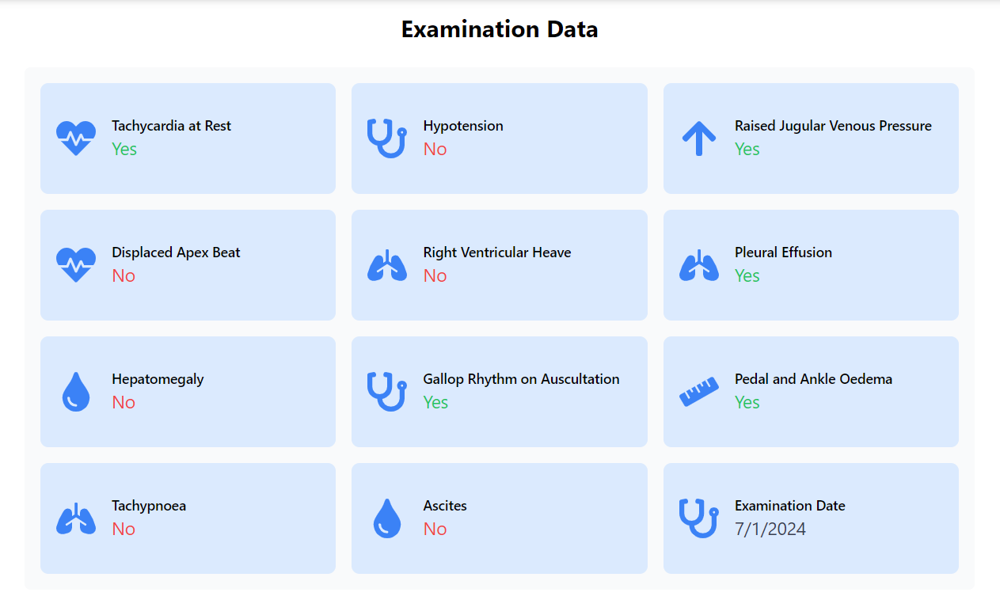 Examination Data
Tachycardia at Rest
Yes
Hypotension
No
Raised Jugular Venous Pressure
Yes
Displaced Apex Beat
No
Right Ventricular Heave
No
Pleural Effusion
Yes
Hepatomegaly
No
Gallop Rhythm on Auscultation
Yes
Pedal and Ankle Oedema
Yes
Tachypnoea
No
Ascites
No
Examination Date
7/1/2024